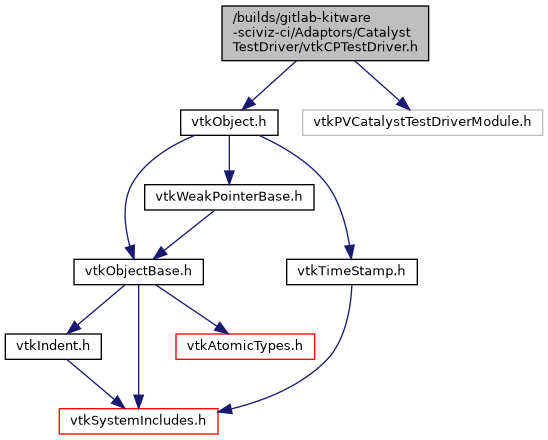 /builds/gitlab-kitware
-sciviz-ci/Adaptors/Catalyst
TestDriver/vtkCPTestDriver.h
vtkObject.h
vtkPVCatalystTestDriverModule.h
vtkWeakPointerBase.h
vtkObjectBase.h
vtkTimeStamp.h
vtkIndent.h
vtkAtomicTypes.h
vtkSystemIncludes.h